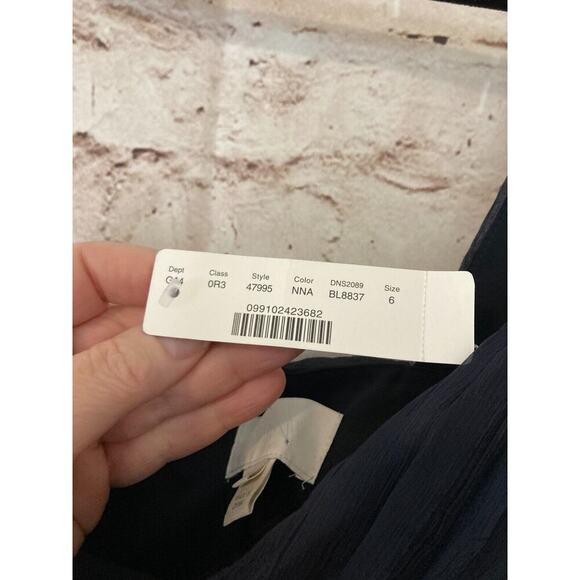 Dept Class Style Color DNS2089 Size
0R3 47995 NNA BL8837 6
099102423682